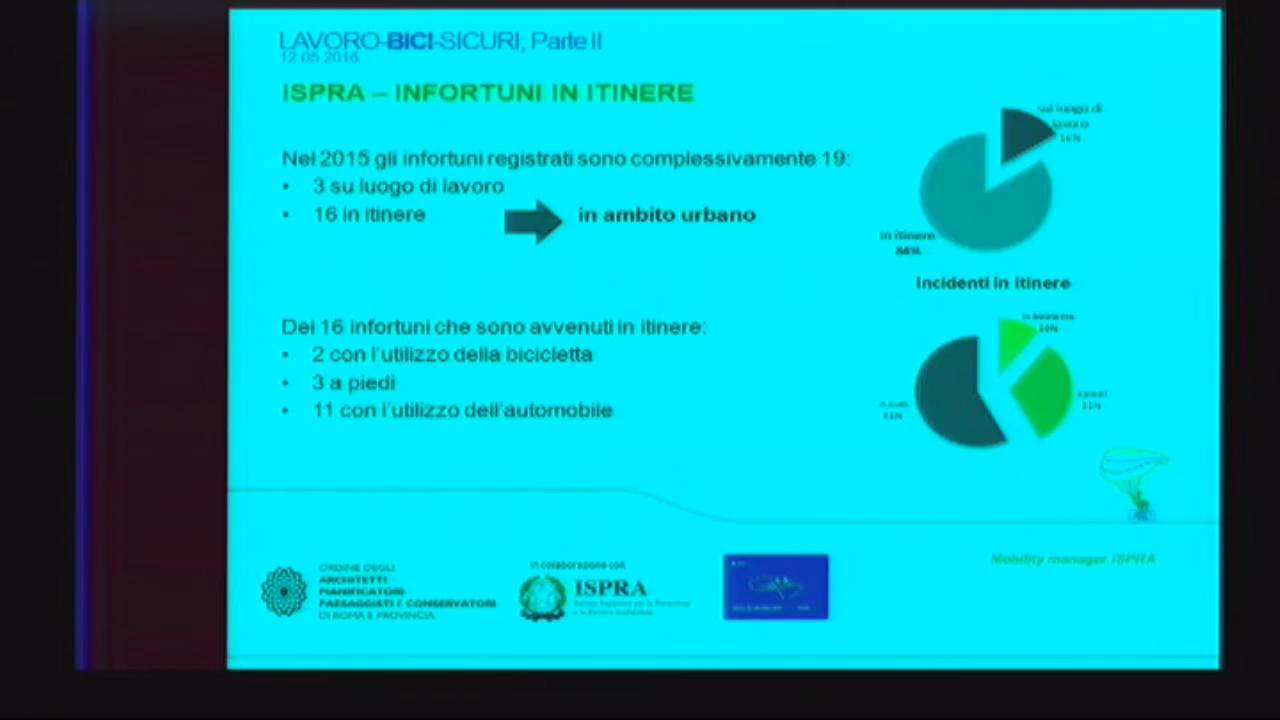 LAVORO-BICI-SICURI, Parte II
12.05.2016
ISPRA – INFORTUNI IN ITINERE
Nel 2015 gli infortuni registrati sono complessivamente 19:
• 3 su luogo di lavoro
• 16 in itinere
in ambito urbano
sul luogo di
lavoro
16%
in itinere
84%
Incidenti in itinere
Dei 16 infortuni che sono avvenuti in itinere:
• 2 con l'utilizzo della bicicletta
• 3 a piedi
• 11 con l'utilizzo dell'automobile
a piedi
Mobility manager ISPRA
ORDINE DEGLI
ARCHITETTI
PIANIFICATORI
PAESAGGISTI E CONSERVATORI
DI ROMA E PROVINCIA
in collaborazione con
ISPRA